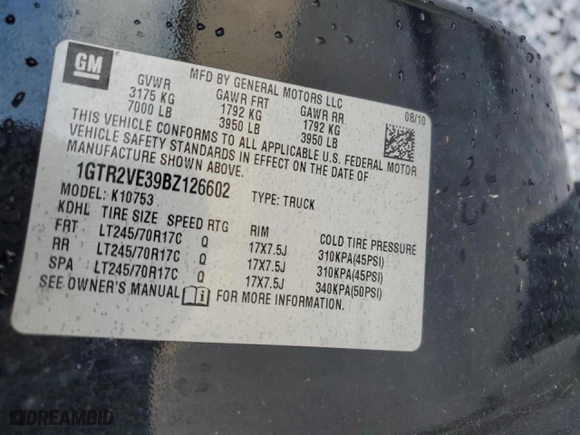 GM
MFD BY GENERAL MOTORS LLC
08/10
GVWR GAWR FRT GAWR RR
3175 KG 1792 KG 1792 KG
7000 LB 3950 LB 3950 LB
THIS VEHICLE CONFORMS TO ALL APPLICABLE U.S. FEDERAL MOTOR
VEHICLE SAFETY STANDARDS IN EFFECT ON THE DATE OF
MANUFACTURE SHOWN ABOVE.
1GTR2VE39BZ126602
TYPE: TRUCK
MODEL: K10753
KDHL TIRE SIZE SPEED RTG RIM COLD TIRE PRESSURE
FRT LT245/70R17C Q 17X7.5J 310KPA(45PSI)
RR LT245/70R17C Q 17X7.5J 310KPA(45PSI)
SPA LT245/70R17C Q 17X7.5J 340KPA(50PSI)
SEE OWNER'S MANUAL FOR MORE INFORMATION.
DREAMBID